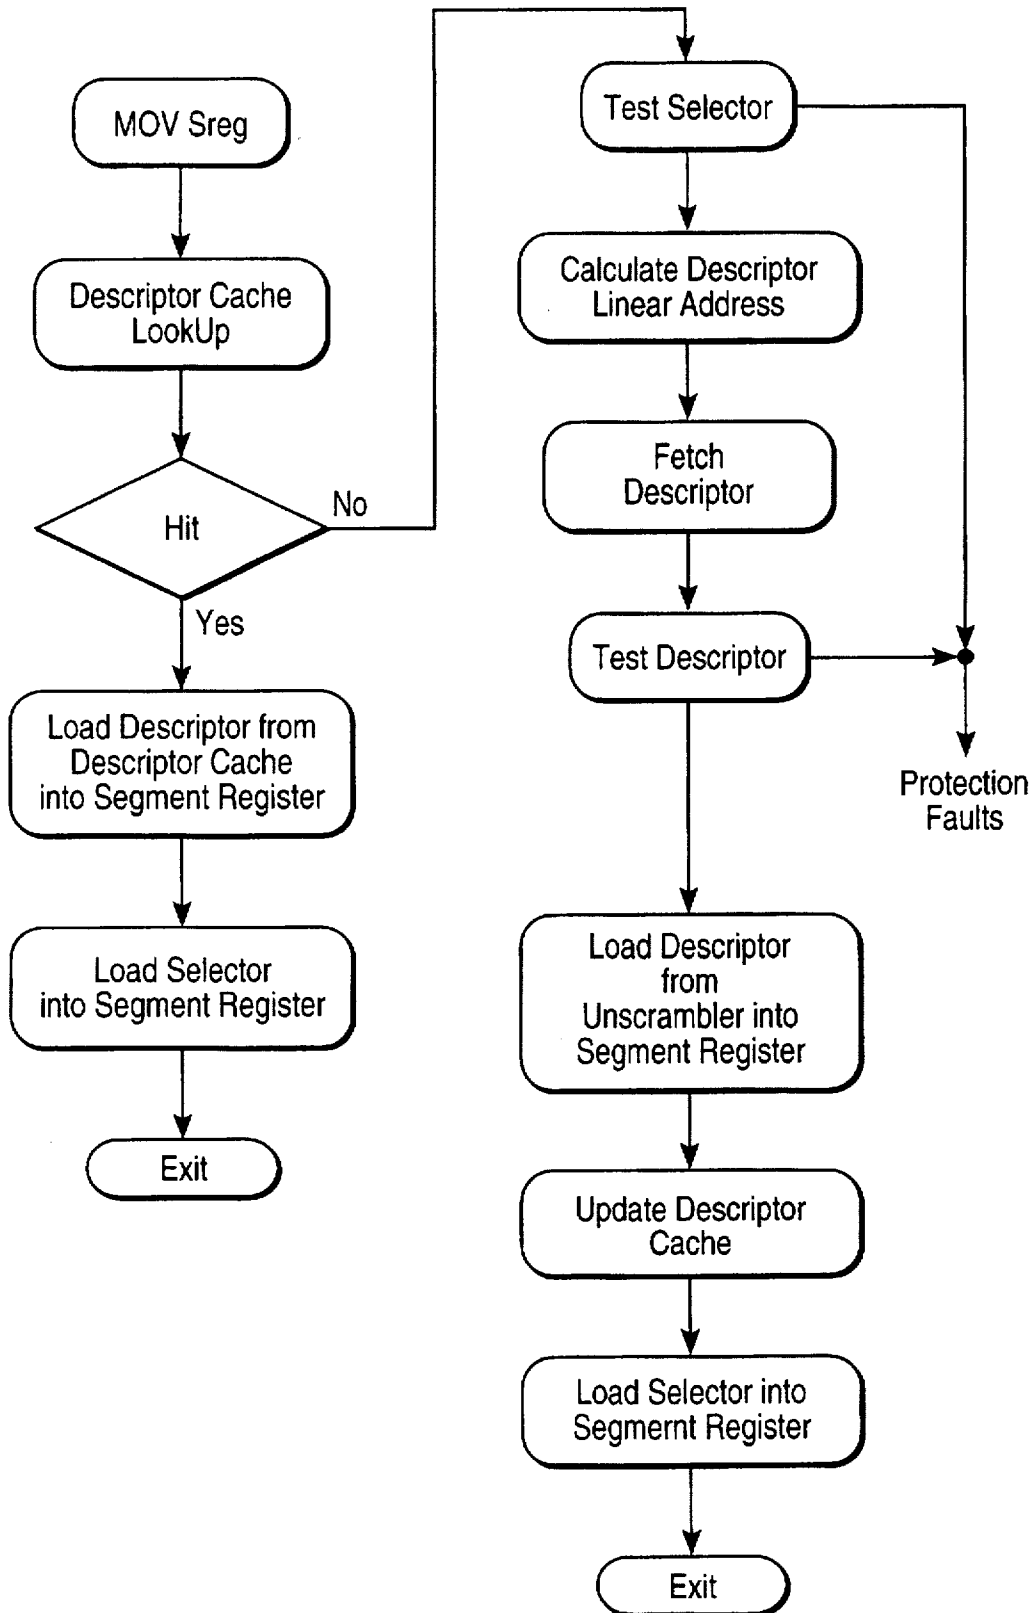 MOV Sreg
Descriptor Cache
LookUp
Hit
No
Yes
Load Descriptor from
Descriptor Cache
into Segment Register
Load Selector
into Segment Register
Exit
Test Selector
Calculate Descriptor
Linear Address
Fetch
Descriptor
Test Descriptor
Protection
Faults
Load Descriptor
from
Unscrambler into
Segment Register
Update Descriptor
Cache
Load Selector into
Segmernt Register
Exit